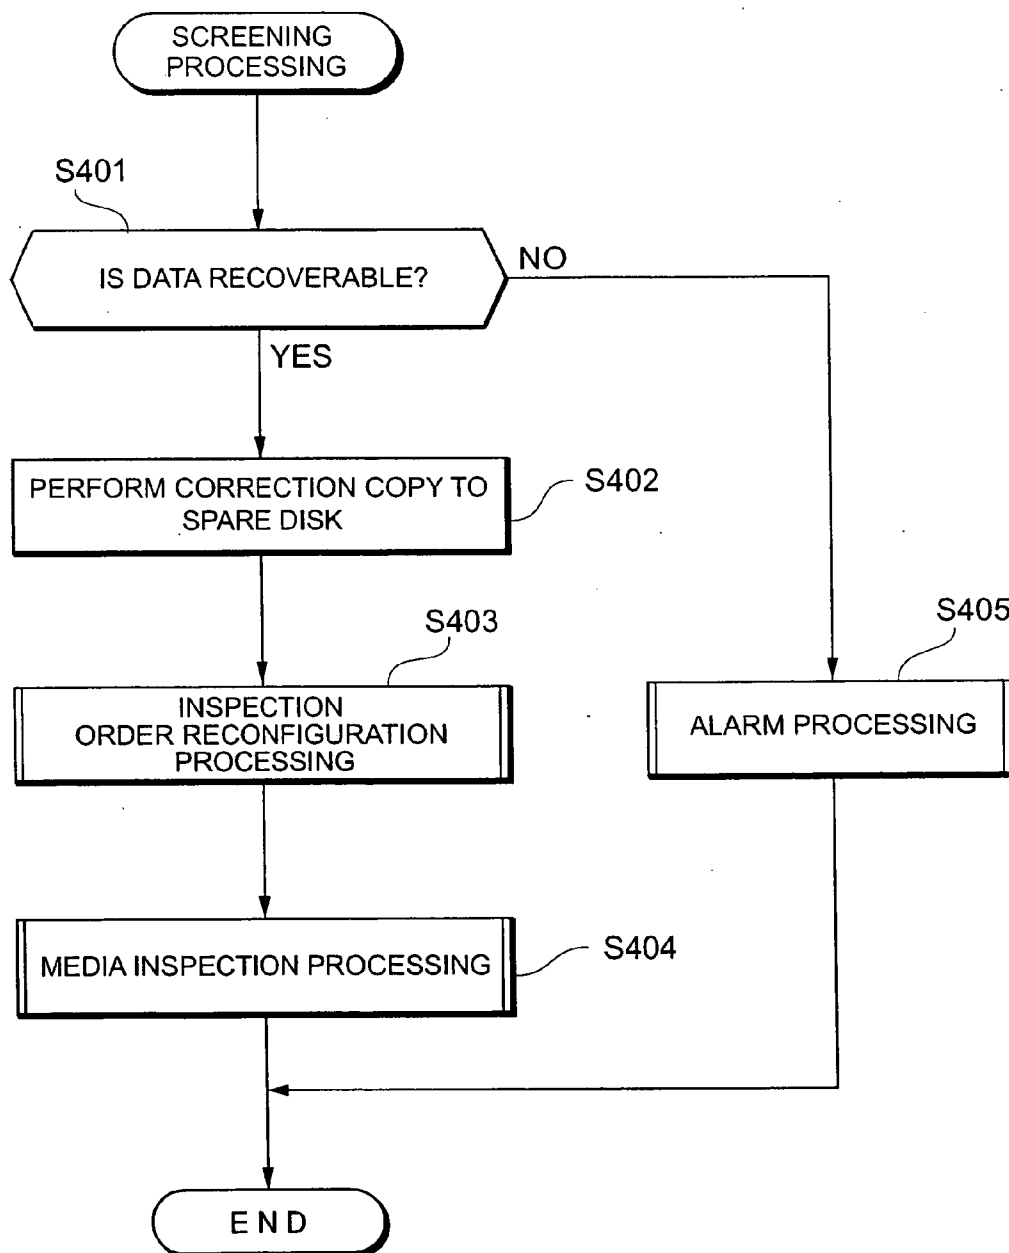 SCREENING
PROCESSING
S401
IS DATA RECOVERABLE?
NO
YES
PERFORM CORRECTION COPY TO
SPARE DISK
S402
S403
INSPECTION
ORDER RECONFIGURATION
PROCESSING
S405
ALARM PROCESSING
MEDIA INSPECTION PROCESSING
S404
END